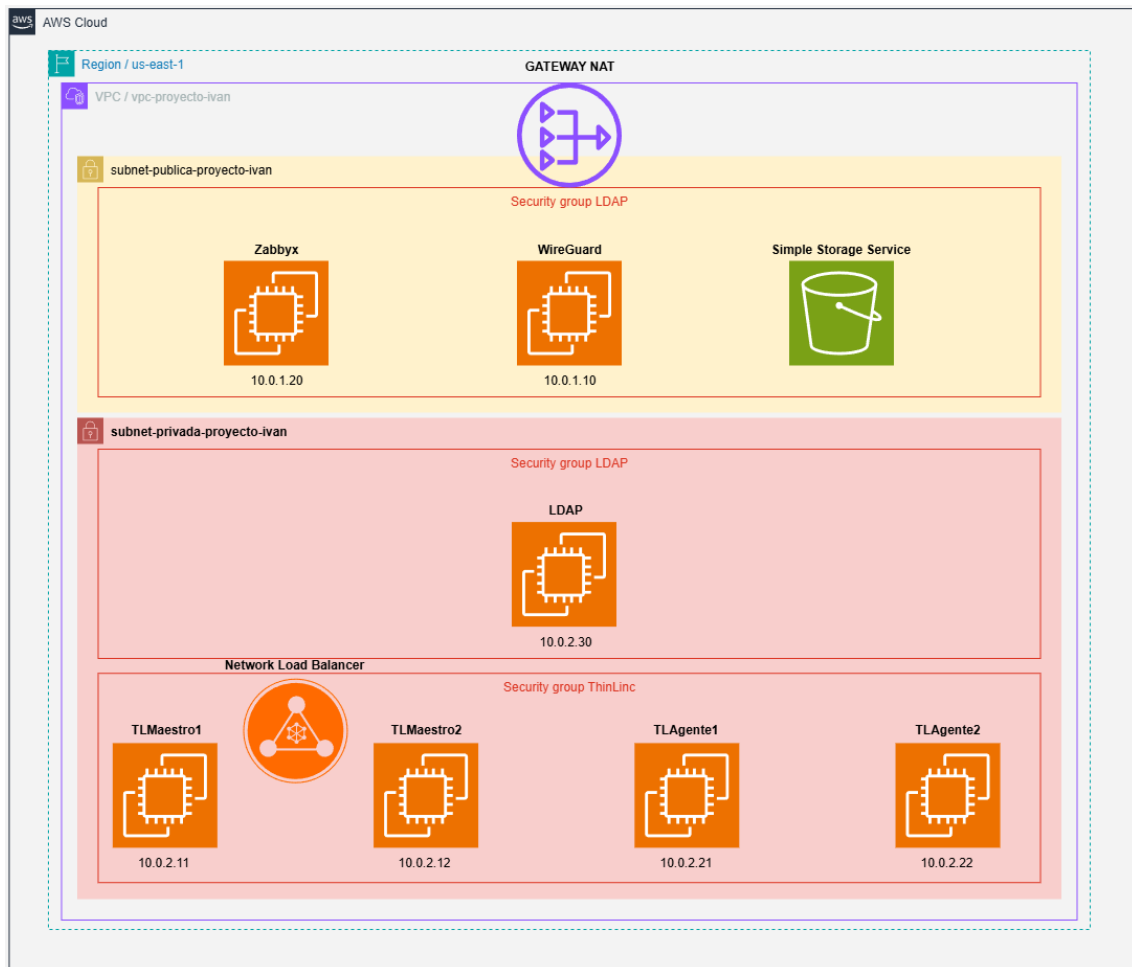 aws
AWS Cloud
Region / us-east-1
GATEWAY NAT
VPC / vpc-proyecto-ivan
subnet-publica-proyecto-ivan
Security group LDAP
Zabbyx
WireGuard
Simple Storage Service
10.0.1.20
10.0.1.10
subnet-privada-proyecto-ivan
Security group LDAP
LDAP
10.0.2.30
Network Load Balancer
Security group ThinLinc
TLMaestro1
TLMaestro2
TLAgente1
TLAgente2
10.0.2.11
10.0.2.12
10.0.2.21
10.0.2.22